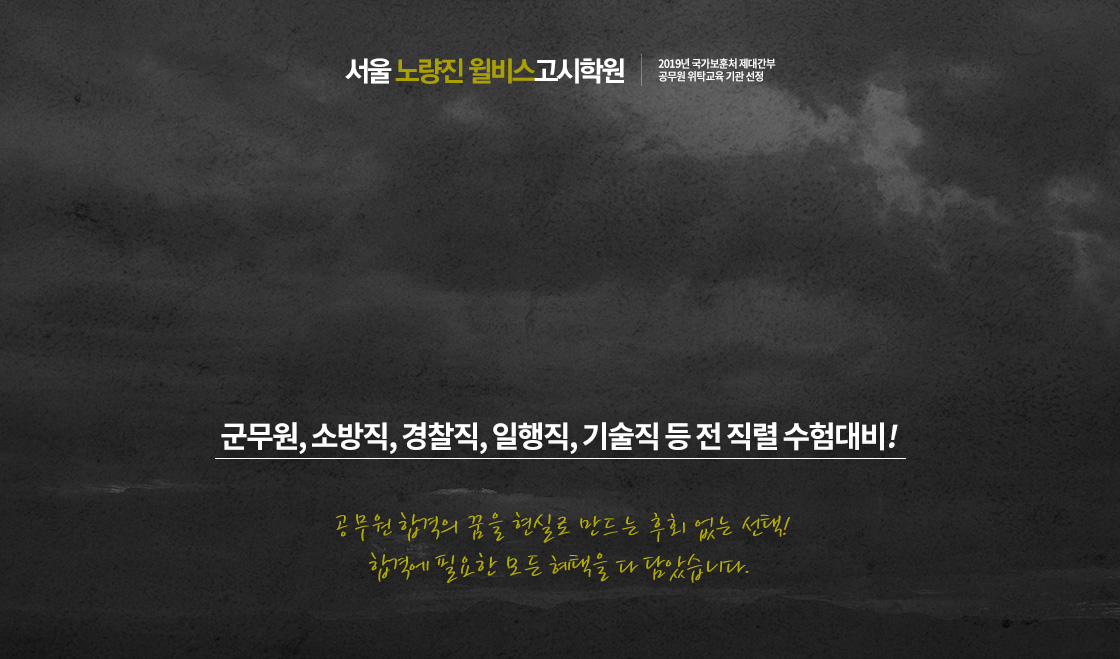 서울 노량진 윌비스고시학원
2019년 국가보훈처 제대간부
공무원 위탁교육 기관 선정
군무원, 소방직, 경찰직, 일행직, 기술직 등 전 직렬 수험대비!
공무원 합격의 꿈을 현실로 만드는 후회 없는 선택!
합격에 필요한 모든 혜택을 다 담았습니다.